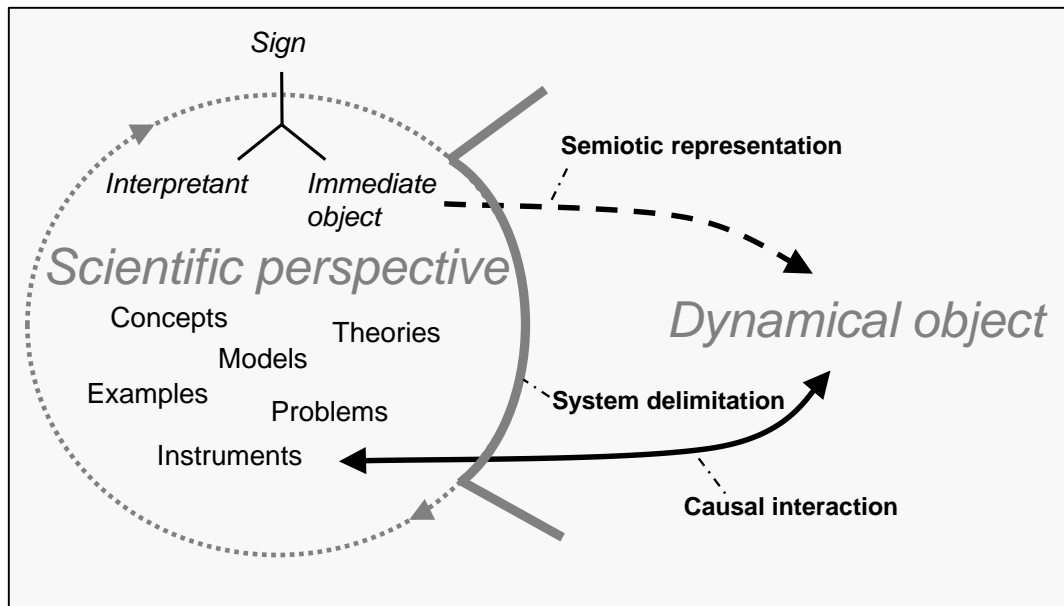 Sign
Semiotic representation
Interpretant
Immediate
object
Scientific perspective
Concepts
Theories
Dynamical object
Models
Examples
Problems
System delimitation
Instruments
Causal interaction